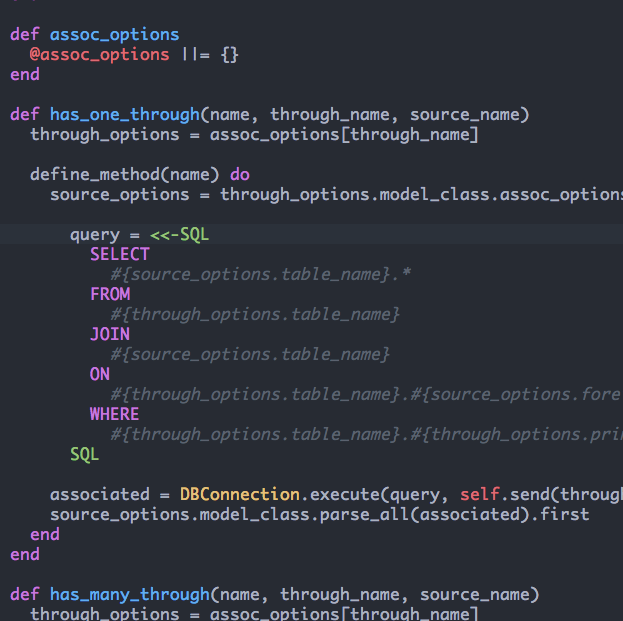 def assoc_options
@assoc_options ||= {}
end
def has_one_through(name, through_name, source_name)
through_options = assoc_options[through_name]
define_method(name) do
source_options = through_options.model_class.assoc_options
query = <<-SQL
SELECT
#{source_options.table_name}.*
FROM
#{through_options.table_name}
JOIN
#{source_options.table_name}
ON
#{through_options.table_name}.#{source_options.fore
WHERE
#{through_options.table_name}.#{through_options.pri
SQL
associated = DBConnection.execute(query, self.send(through
source_options.model_class.parse_all(associated).first
end
end
def has_many_through(name, through_name, source_name)
through_options = assoc_options[through_name]